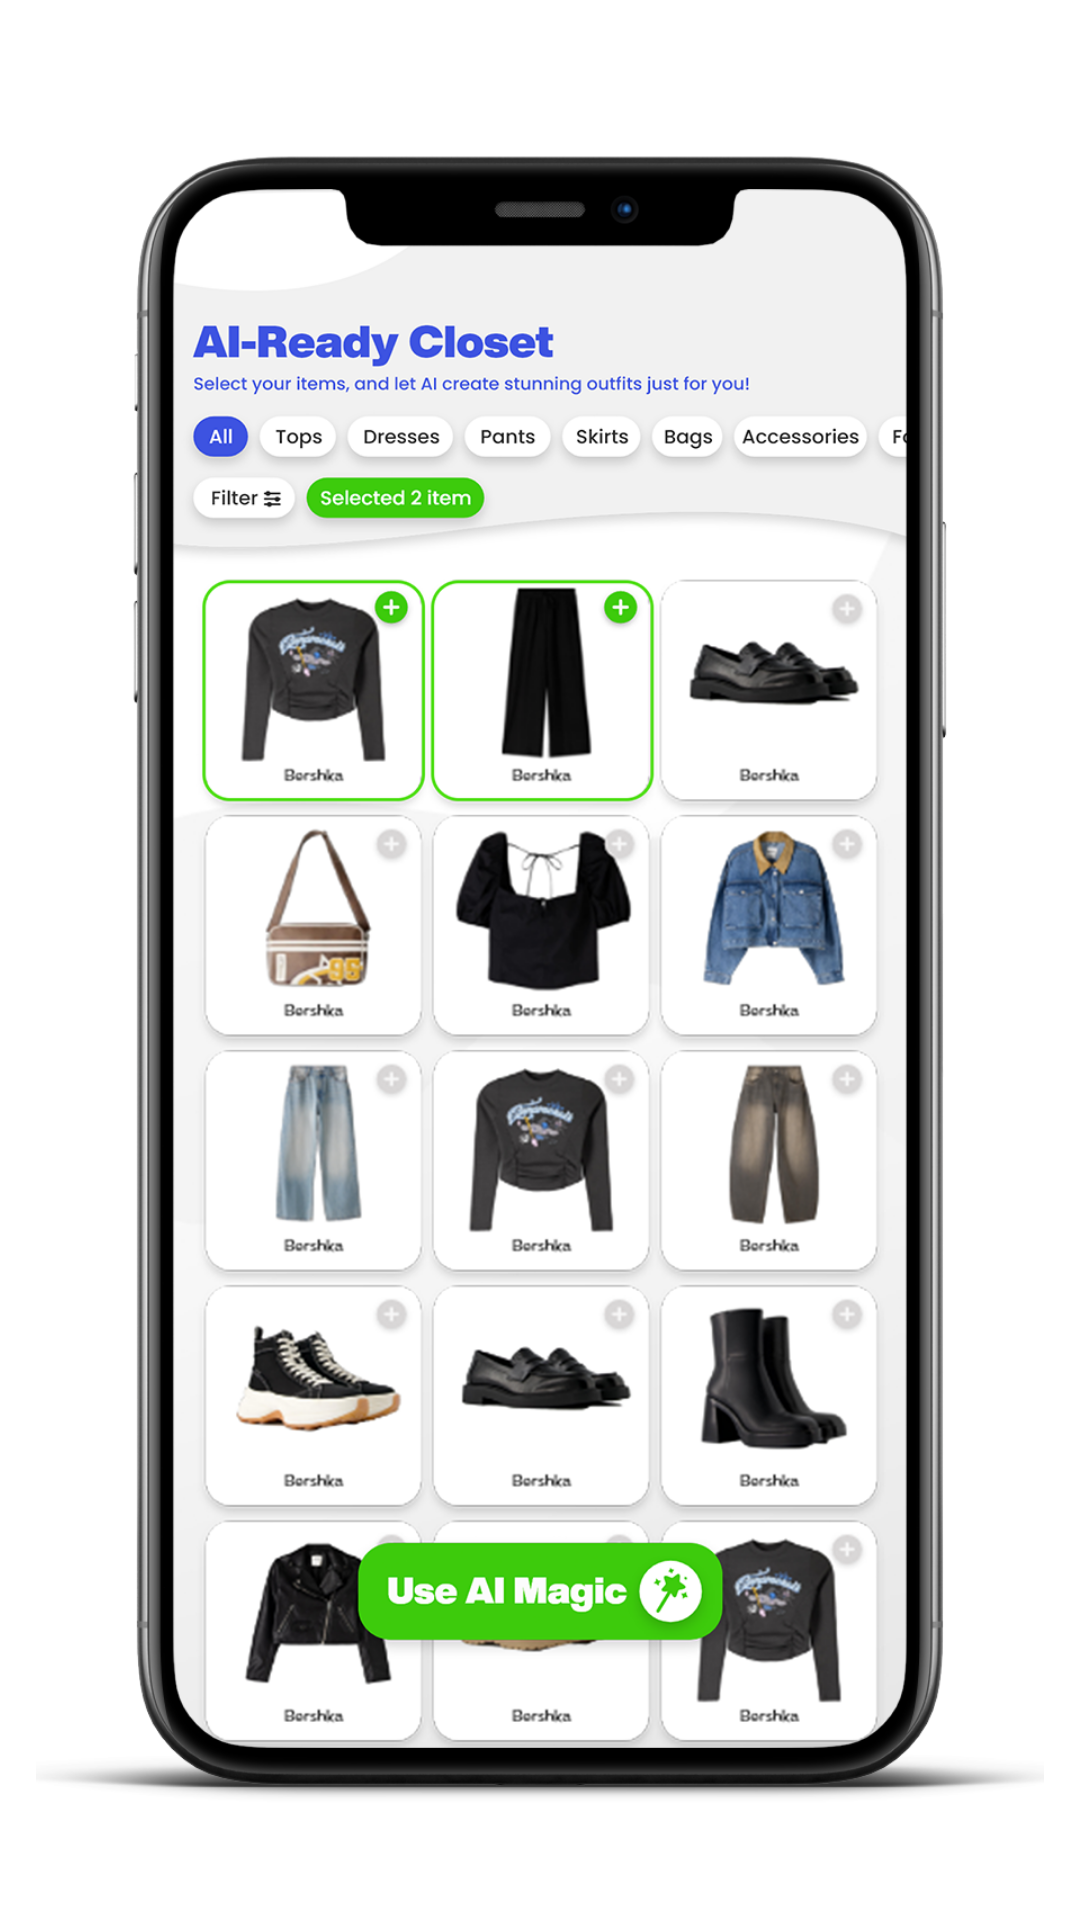 AI-Ready Closet
Select your items, and let AI create stunning outfits just for you!
All Tops Dresses Pants Skirts Bags Accessories Fo
Filter Selected 2 item
Bershka Bershka Bershka
95
Bershka Bershka Bershka
Bershka Bershka Bershka
Bershka Bershka Bershka
Use AI Magic
Bershka Bershka Bershka